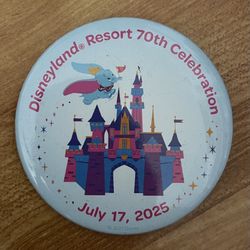 Disneyland® Resort 70th Celebration
July 17, 2025